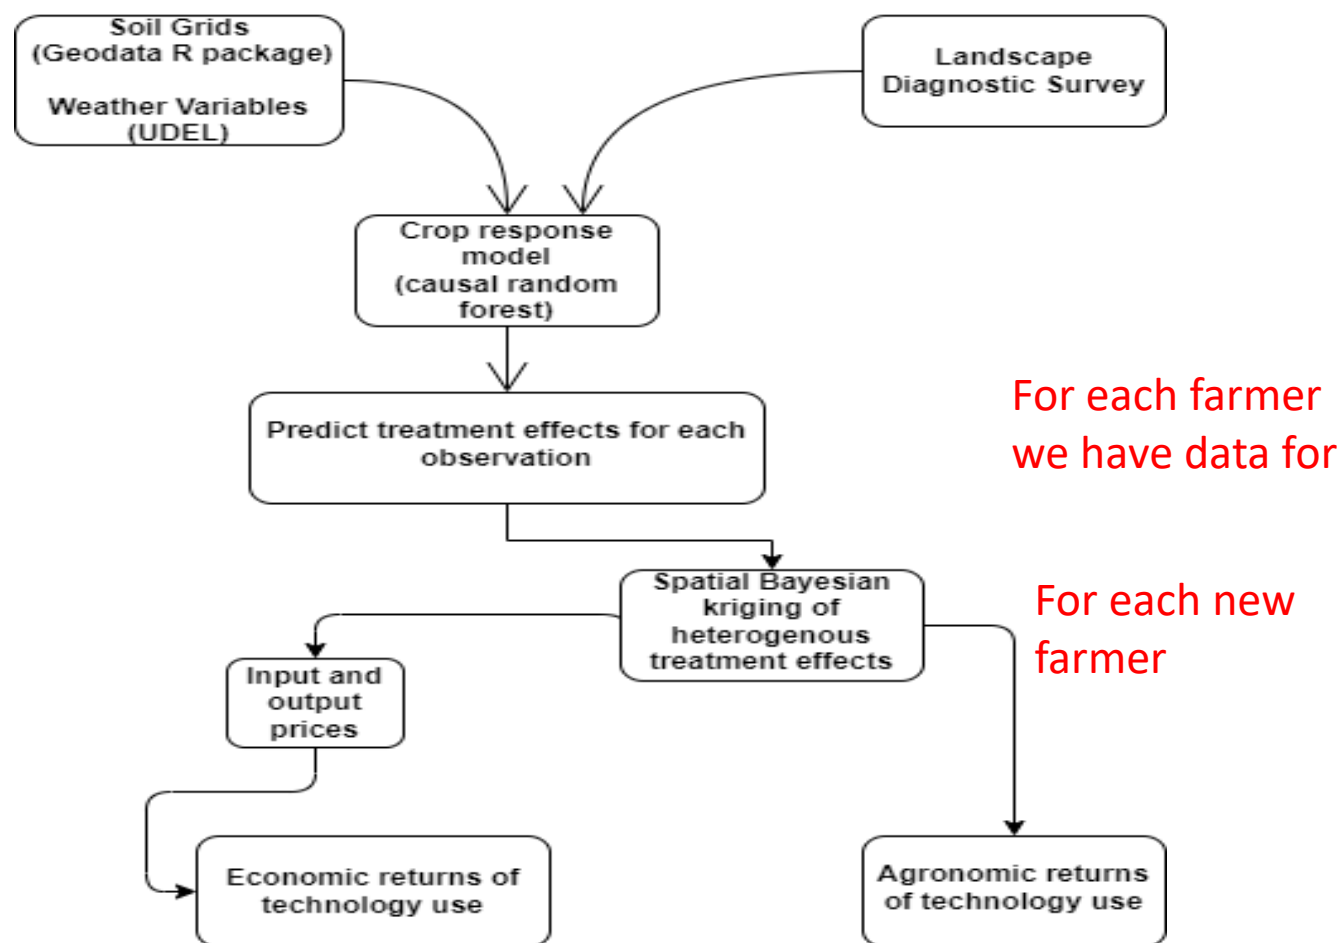 Soil Grids
(Geodata R package)
Weather Variables
(UDEL)
Landscape
Diagnostic Survey
Crop response
model
(causal random
forest)
Predict treatment effects for each
observation
For each farmer
we have data for
Spatial Bayesian
kriging of
heterogenous
treatment effects
For each new
farmer
Input and
output
prices
Economic returns of
technology use
Agronomic returns
of technology use